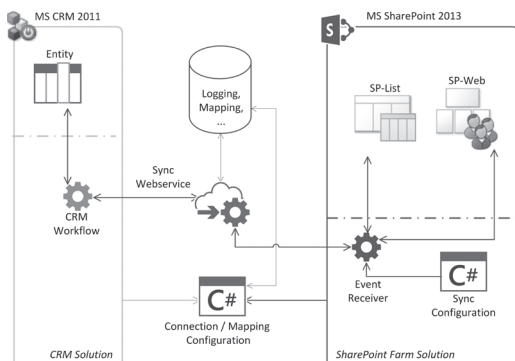 MS CRM 2011
MS SharePoint 2013
Entity
Logging,
Mapping,
...
SP-List
SP-Web
Sync
Webservice
CRM
Workflow
C#
Connection / Mapping
Configuration
Event
Receiver
C#
Sync
Configuration
CRM Solution
SharePoint Farm Solution
S